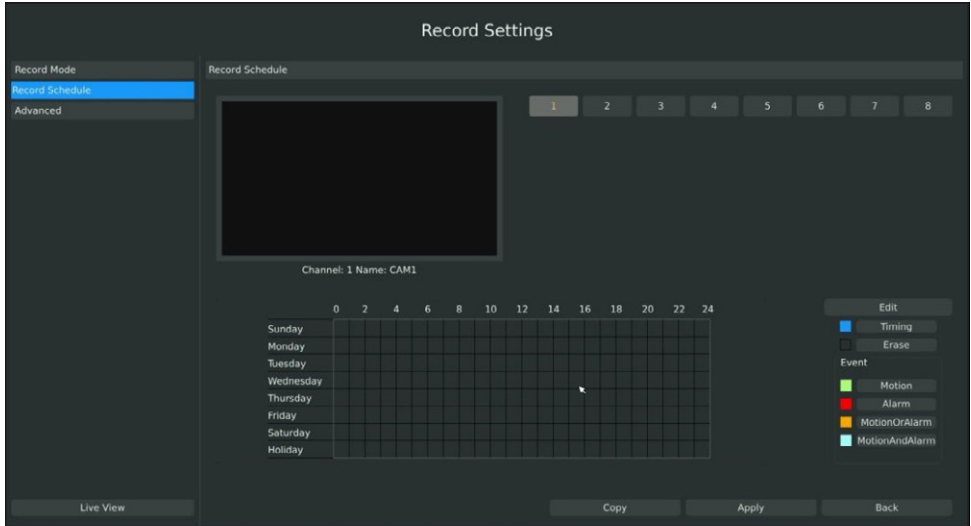 Record Settings
Record Mode
Record Schedule
Advanced
Record Schedule
1 2 3 4 5 6 7 8
Channel: 1 Name: CAM1
0 2 4 6 8 10 12 14 16 18 20 22 24
Sunday
Monday
Tuesday
Wednesday
Thursday
Friday
Saturday
Holiday
Edit
Timing
Erase
Event
Motion
Alarm
MotionOrAlarm
MotionAndAlarm
Live View
Copy
Apply
Back